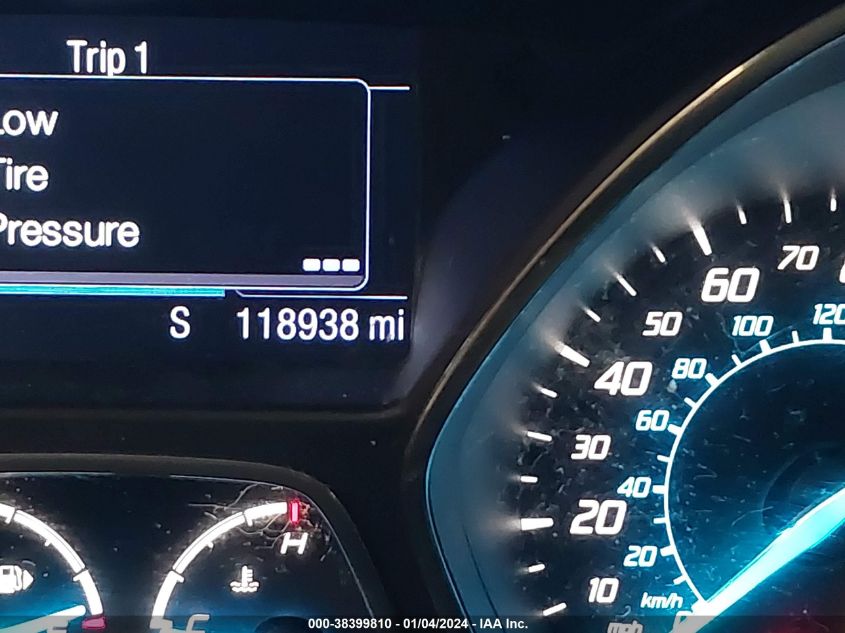 Trip 1
Low
Tire
Pressure
S 118938 mi
60 70
50 100 120
40 80
60
30
40
20
20
10 km/h
mph
H
C
000-38399810 - 01/04/2024 - IAA Inc.